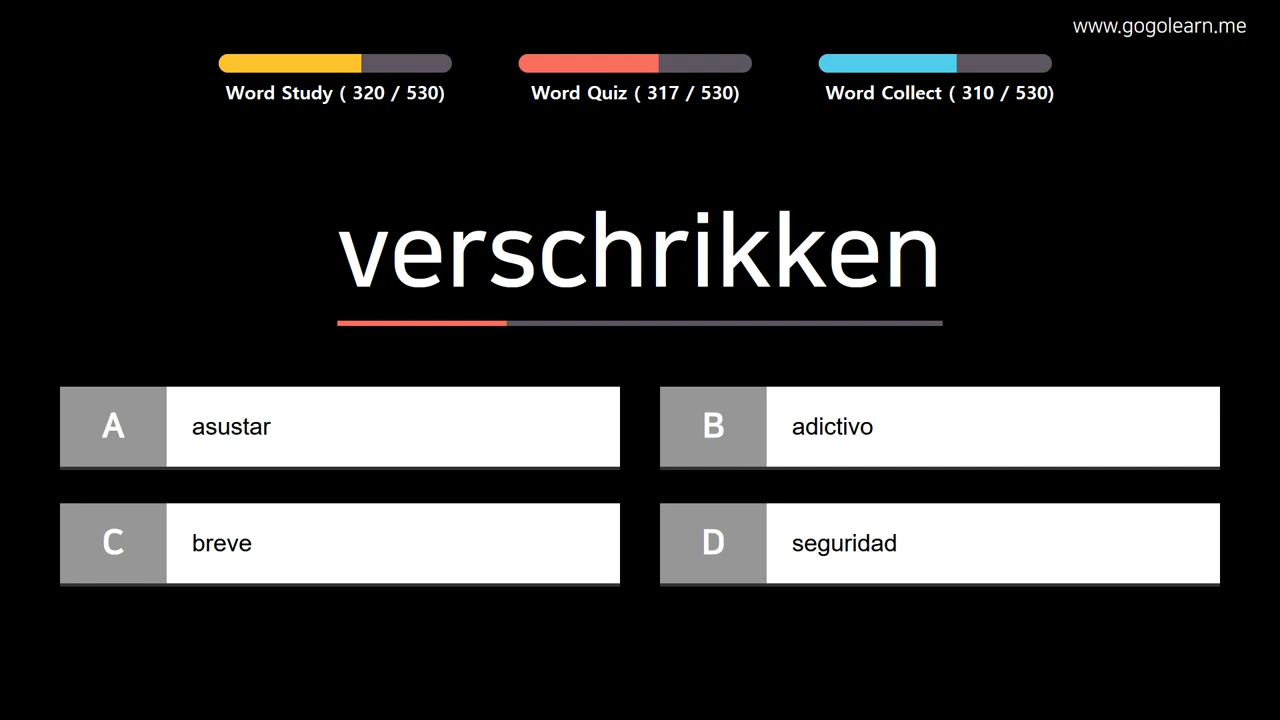 www.gogolearn.me
Word Study ( 320 / 530)
Word Quiz ( 317 / 530)
Word Collect ( 310 / 530)
verschrikken
A
asustar
B
adictivo
C
breve
D
seguridad